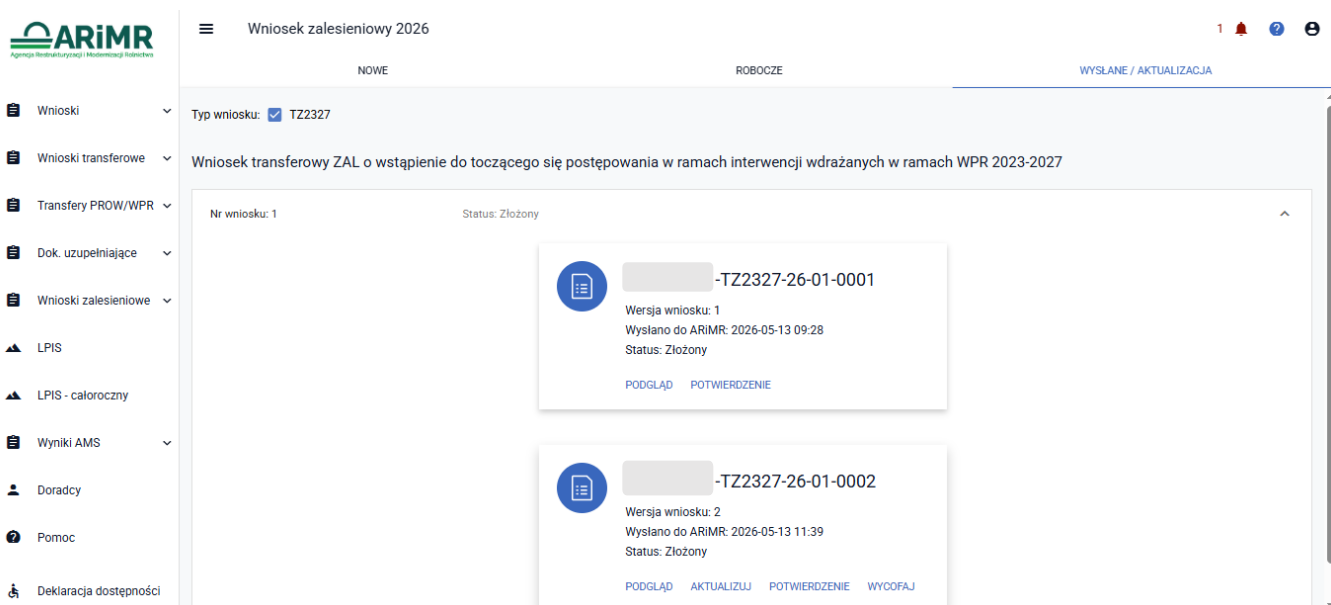 ARiMR
Agencja Restrukturyzacji i Modernizacji Rolnictwa
Wniosek zalesieniowy 2026
1
NOWE
ROBOCZE
WYSŁANE / AKTUALIZACJA
Wnioski
Wnioski transferowe
Transfery PROW/WPR
Dok. uzupełniające
Wnioski zalesieniowe
LPIS
LPIS - całoroczny
Wyniki AMS
Doradcy
Pomoc
Deklaracja dostępności
Typ wniosku: TZ2327
Wniosek transferowy ZAL o wstąpienie do toczącego się postępowania w ramach interwencji wdrażanych w ramach WPR 2023-2027
Nr wniosku: 1 Status: Złożony
-TZ2327-26-01-0001
Wersja wniosku: 1
Wysłano do ARiMR: 2026-05-13 09:28
Status: Złożony
PODGLĄD POTWIERDZENIE
-TZ2327-26-01-0002
Wersja wniosku: 2
Wysłano do ARiMR: 2026-05-13 11:39
Status: Złożony
PODGLĄD AKTUALIZUJ POTWIERDZENIE WYCOFAJ